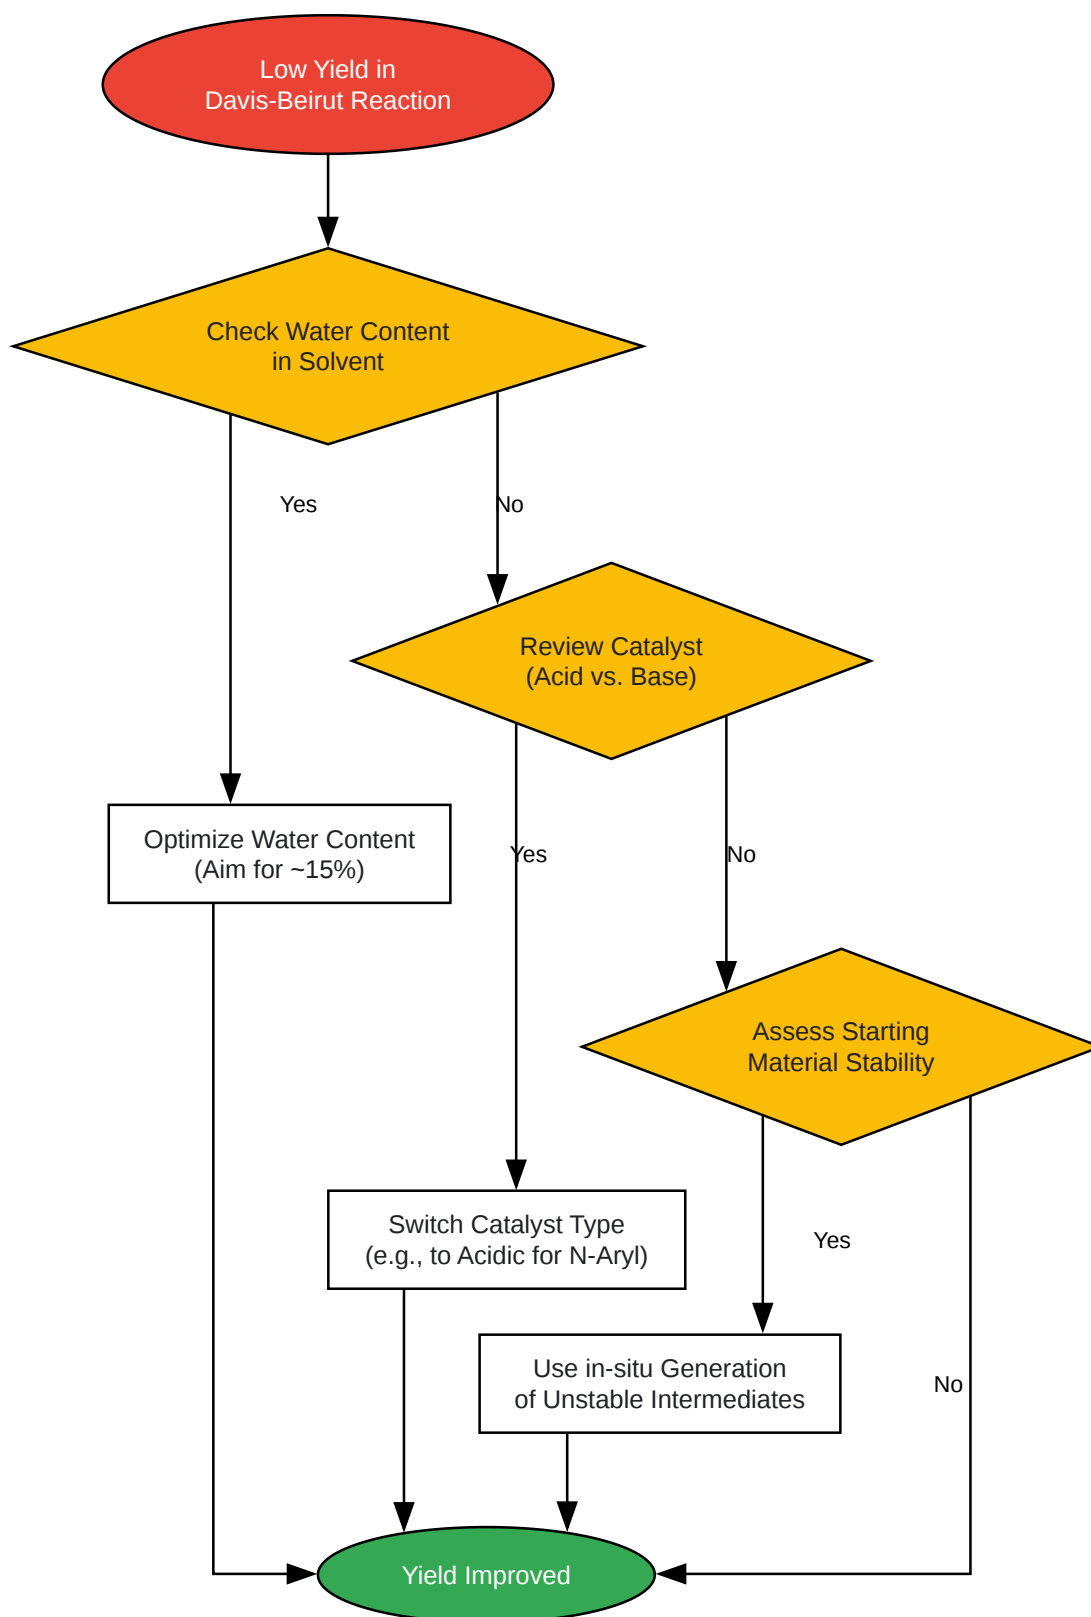 Low Yield in
Davis-Beirut Reaction
Check Water Content
in Solvent
Yes
No
Review Catalyst
(Acid vs. Base)
Optimize Water Content
(Aim for ~15%)
Yes
No
Assess Starting
Material Stability
Switch Catalyst Type
(e.g., to Acidic for N-Aryl)
Yes
Use in-situ Generation
of Unstable Intermediates
No
Yield Improved